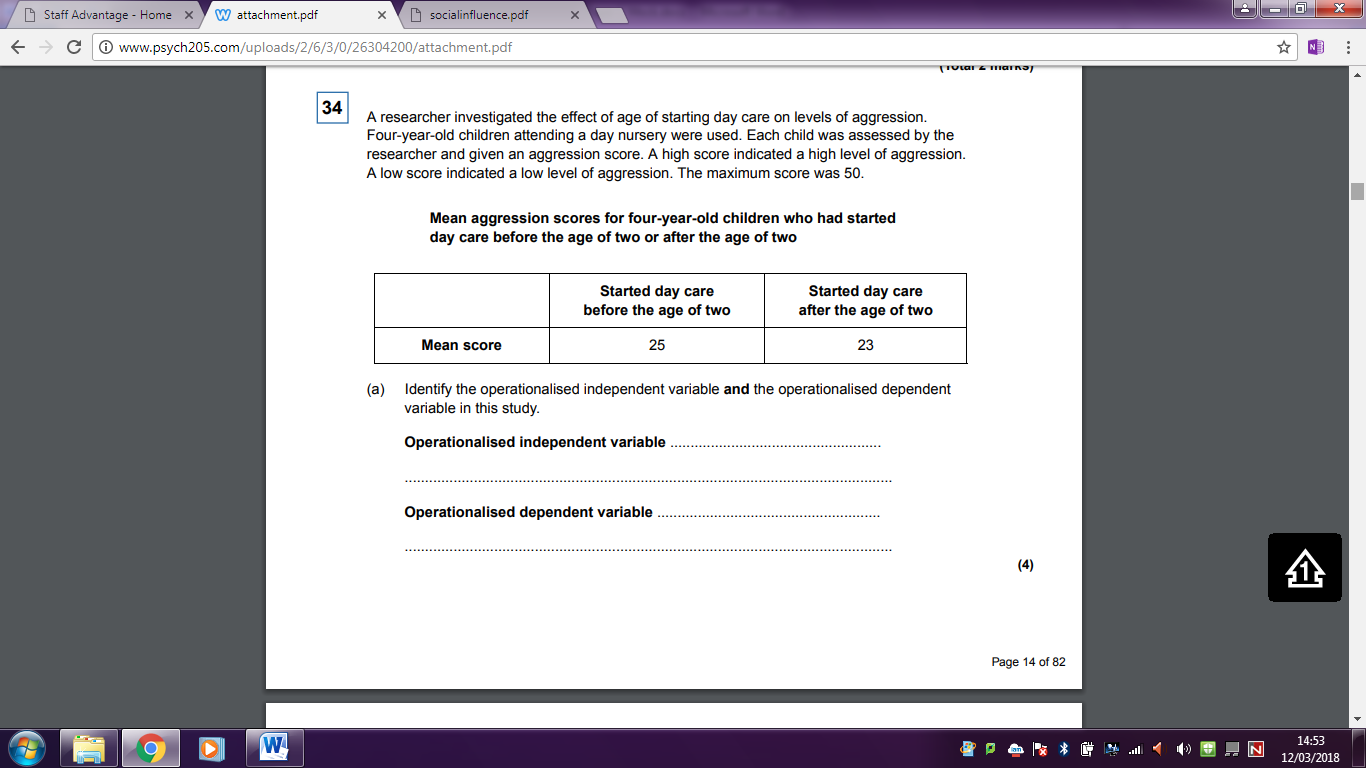 Staff Advantage - Home
attachment.pdf
socialinfluence.pdf
www.psych205.com/uploads/2/6/3/0/26304200/attachment.pdf
(Total 2 marks)
34
A researcher investigated the effect of age of starting day care on levels of aggression.
Four-year-old children attending a day nursery were used. Each child was assessed by the
researcher and given an aggression score. A high score indicated a high level of aggression.
A low score indicated a low level of aggression. The maximum score was 50.
Mean aggression scores for four-year-old children who had started
day care before the age of two or after the age of two
Started day care
before the age of two
Started day care
after the age of two
Mean score
25
23
(a) Identify the operationalised independent variable and the operationalised dependent
variable in this study.
Operationalised independent variable ....................................................
........................................................................................................................
Operationalised dependent variable .......................................................
........................................................................................................................
(4)
1
Page 14 of 82
14:53
12/03/2018